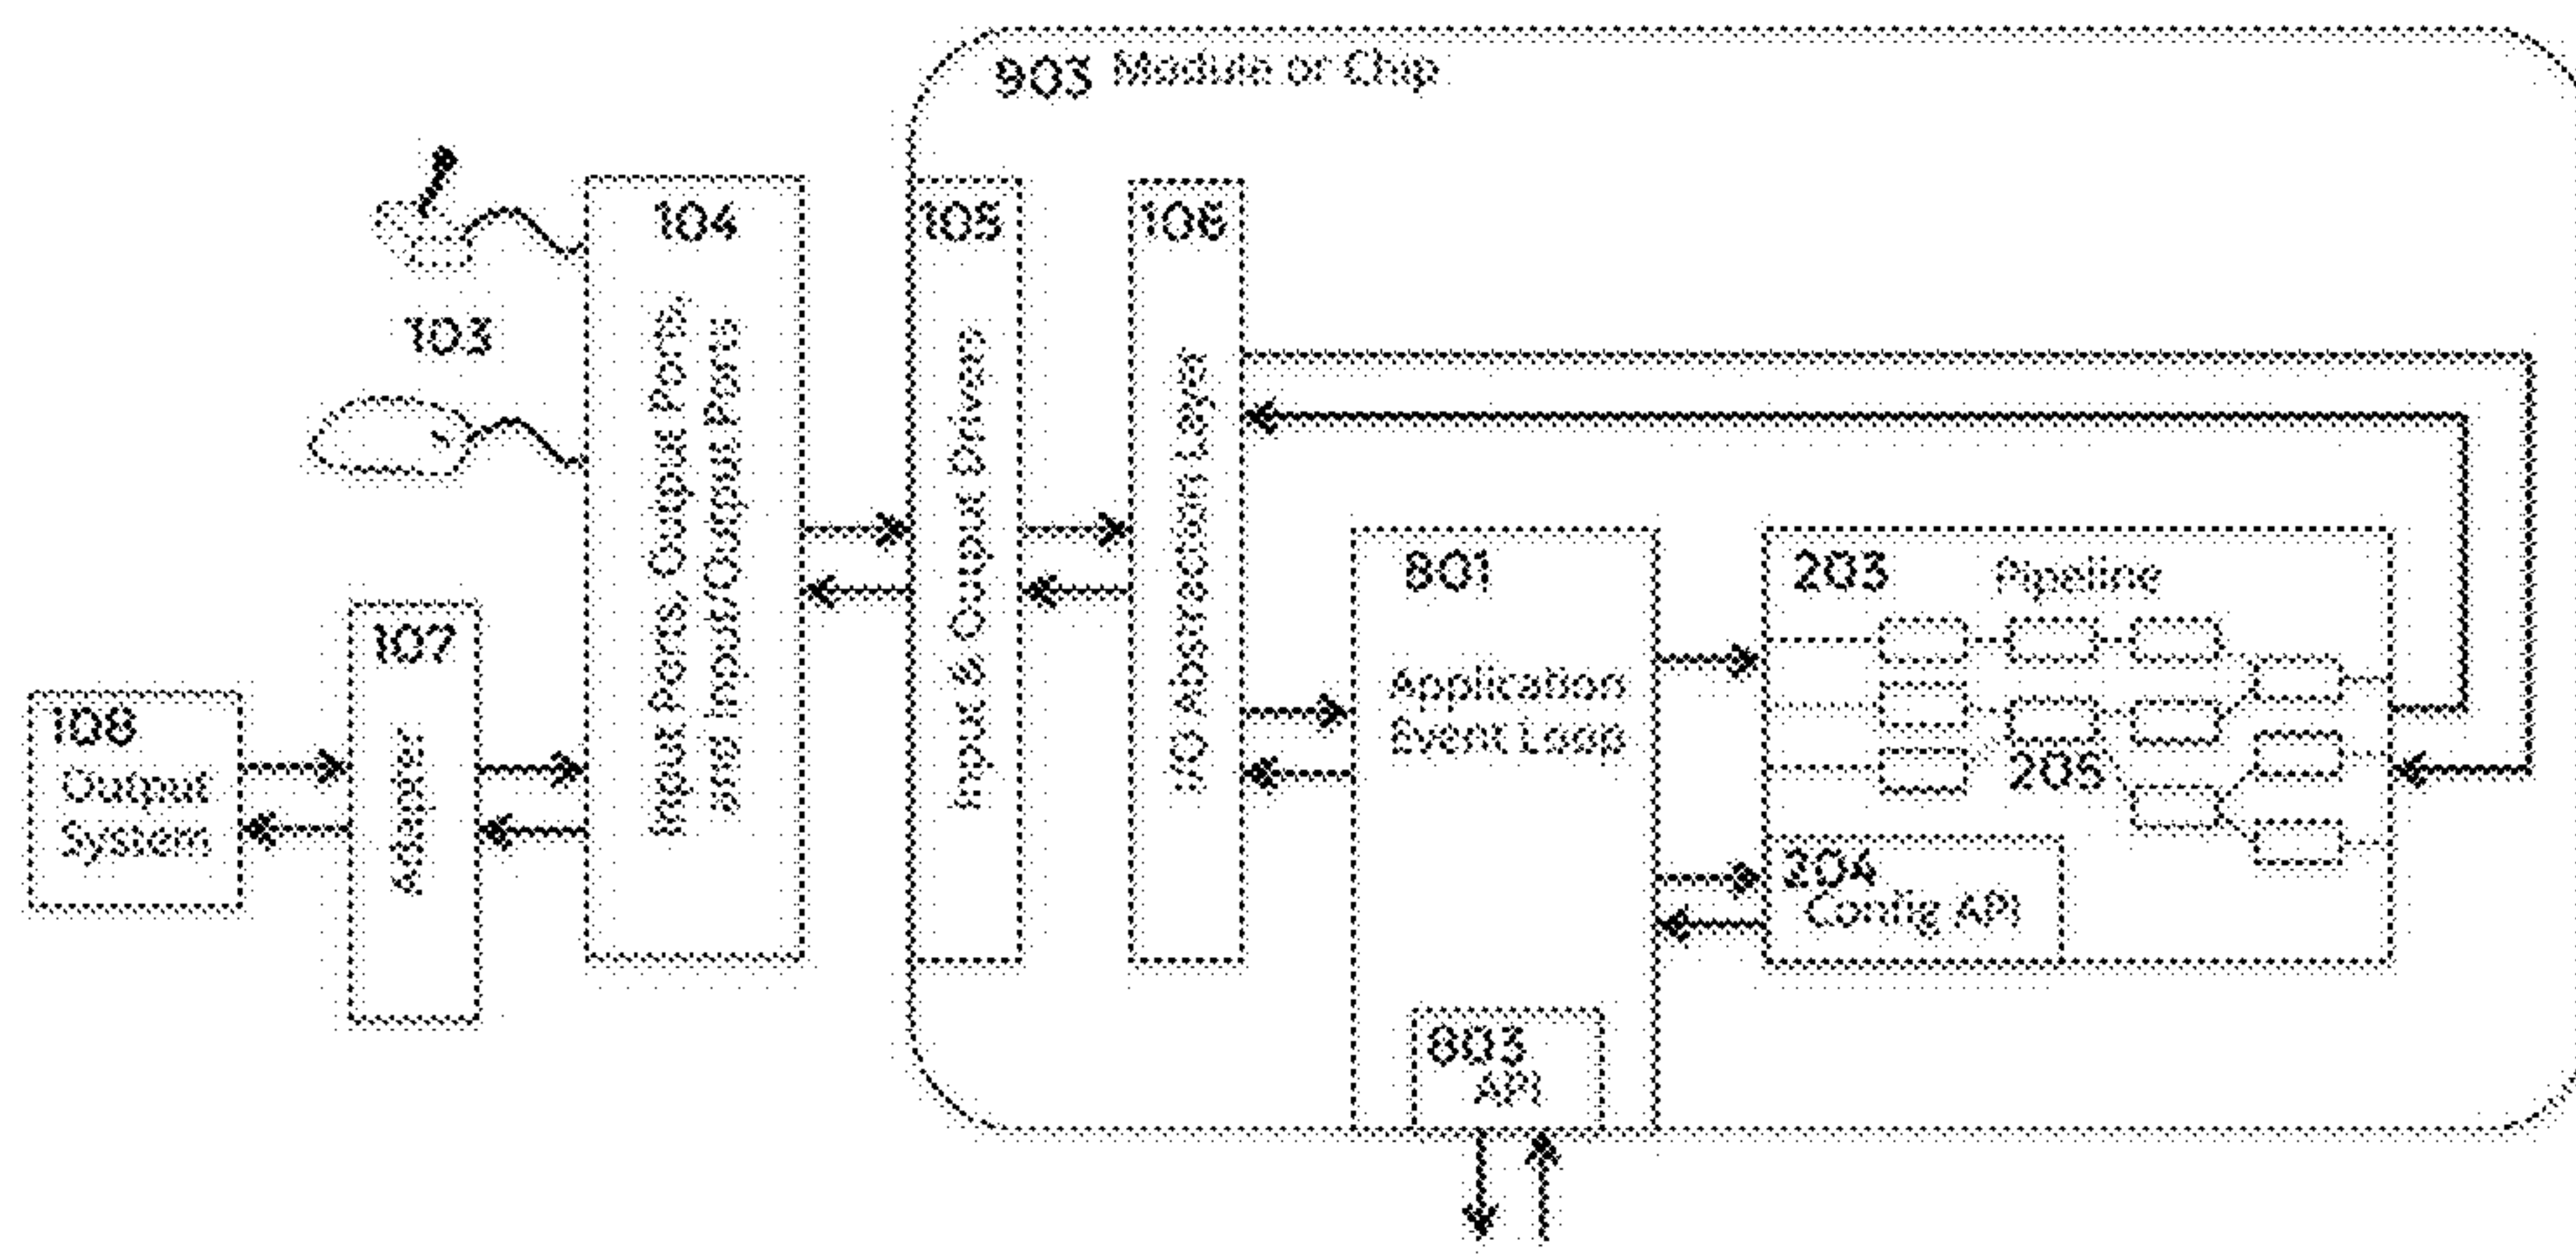 903 Module or Chip
103
104
Input Ports, Output Ports,
and Input/Output Ports
105
Input & Output Drivers
106
I/O Abstraction Layer
107
Adapter
108
Output
System
801
Application
Event Loop
203 Pipeline
205
204
Config API
803
API